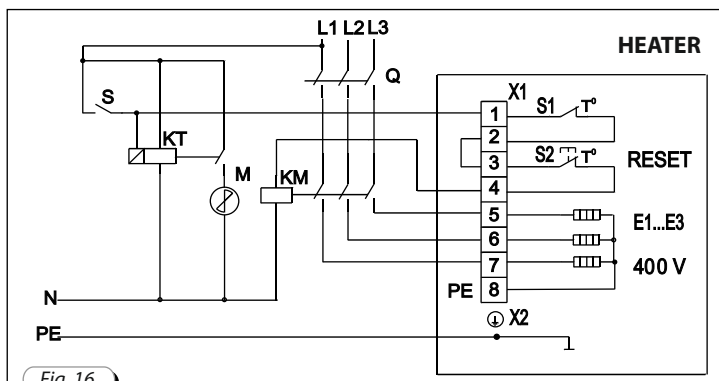 L1 L2 L3
HEATER
Q
X1
S
1
S1
T°
KT
2
3
S2
T°
RESET
M
KM
4
5
E1...E3
6
7
400 V
PE
8
N
X2
PE
Fig. 16